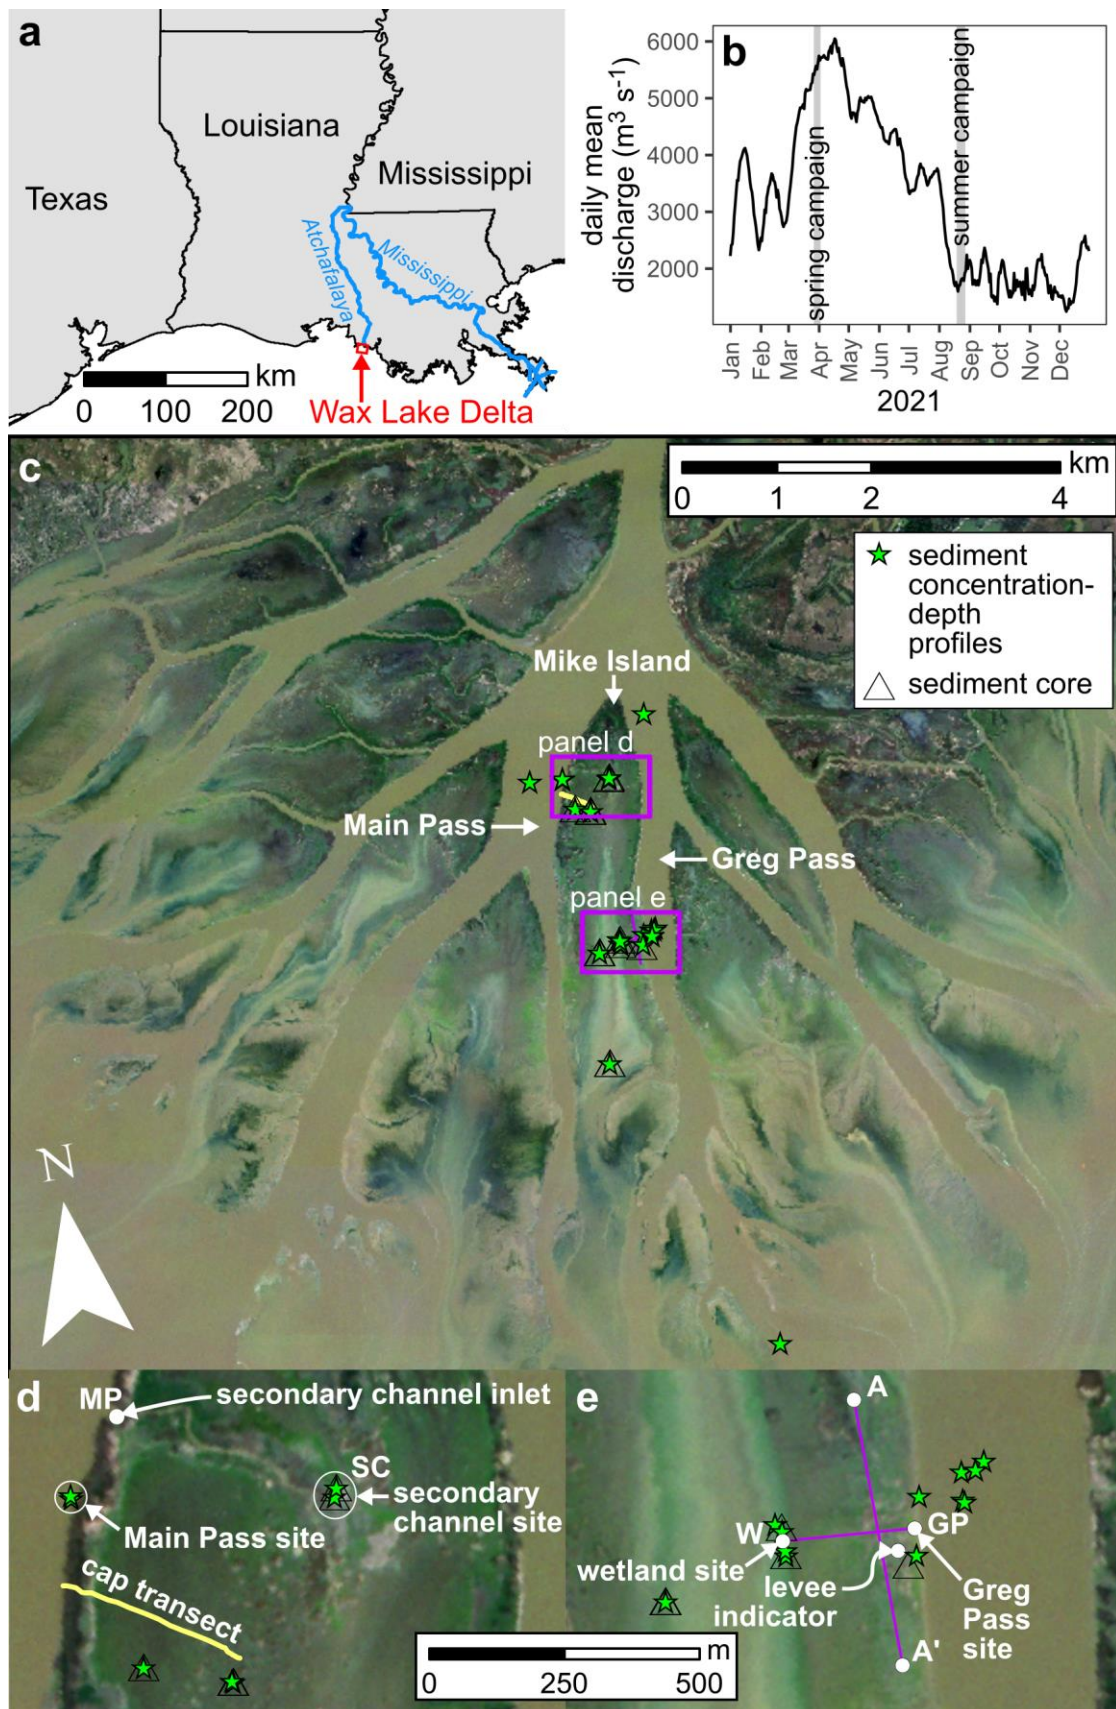 a
Louisiana
Mississippi
Texas
Atchafalaya
Mississippi
km
0 100 200
Wax Lake Delta
b
daily mean
discharge (m³ s⁻¹)
6000
5000
4000
3000
2000
spring campaign
summer campaign
Jan Feb Mar Apr May Jun Jul Aug Sep Oct Nov Dec
2021
c
km
0 1 2 4
sediment
concentration-
depth
profiles
sediment core
Mike Island
panel d
Main Pass
Greg Pass
panel e
N
d
MP
secondary channel inlet
SC
secondary
channel site
Main Pass site
cap transect
m
0 250 500
e
A
W
GP
wetland site
levee
indicator
Greg
Pass
site
A'